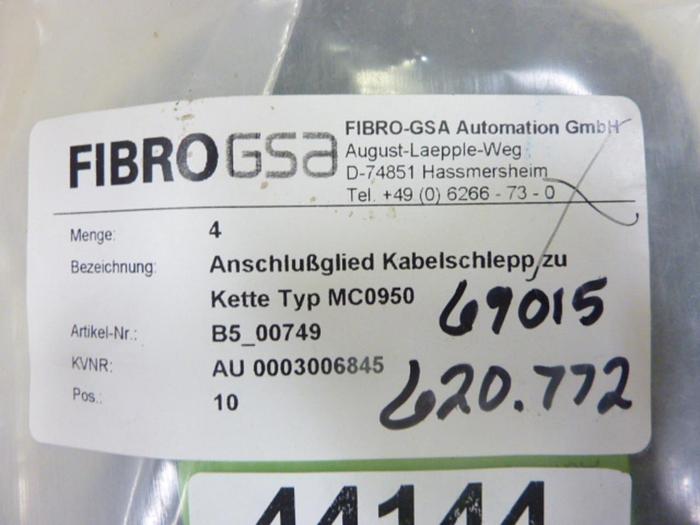 FIBRO GSa
FIBRO-GSA Automation GmbH
August-Laepple-Weg
D-74851 Hassmersheim
Tel. +49 (0) 6266 - 73 - 0
Menge: 4
Bezeichnung: Anschlußglied Kabelschlepp zu
Kette Typ MC0950
69015
Artikel-Nr.: B5_00749
KVNR: AU 0003006845
620.772
Pos.: 10
44144